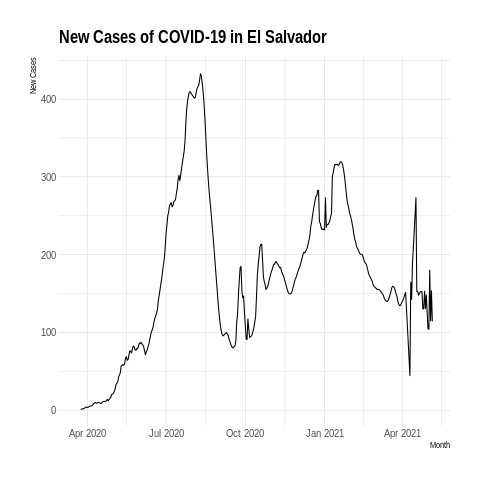 New Cases of COVID-19 in El Salvador
New Cases
400
300
200
100
0
Apr 2020 Jul 2020 Oct 2020 Jan 2021 Apr 2021
Month